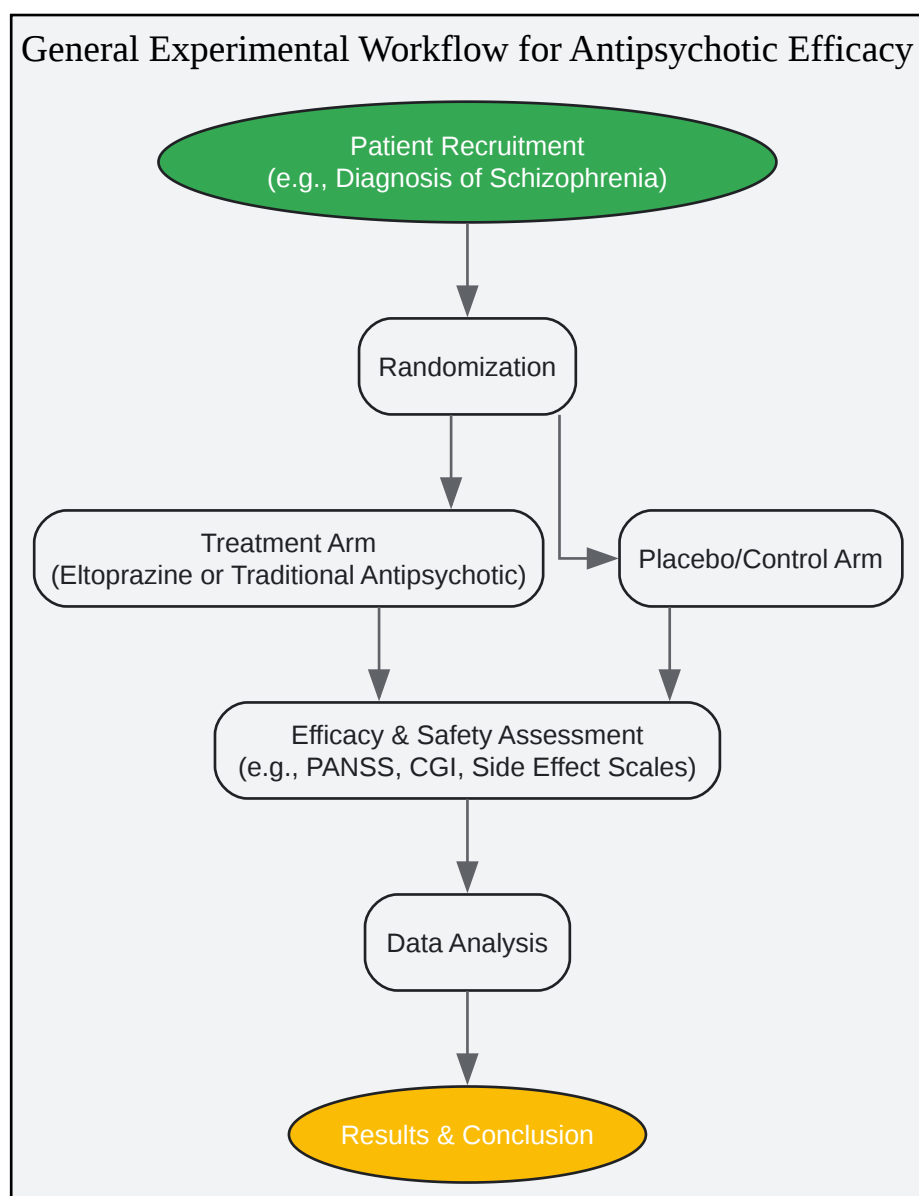 General Experimental Workflow for Antipsychotic Efficacy
Patient Recruitment
(e.g., Diagnosis of Schizophrenia)
Randomization
Treatment Arm
(Eltoprazine or Traditional Antipsychotic)
Placebo/Control Arm
Efficacy & Safety Assessment
(e.g., PANSS, CGI, Side Effect Scales)
Data Analysis
Results & Conclusion